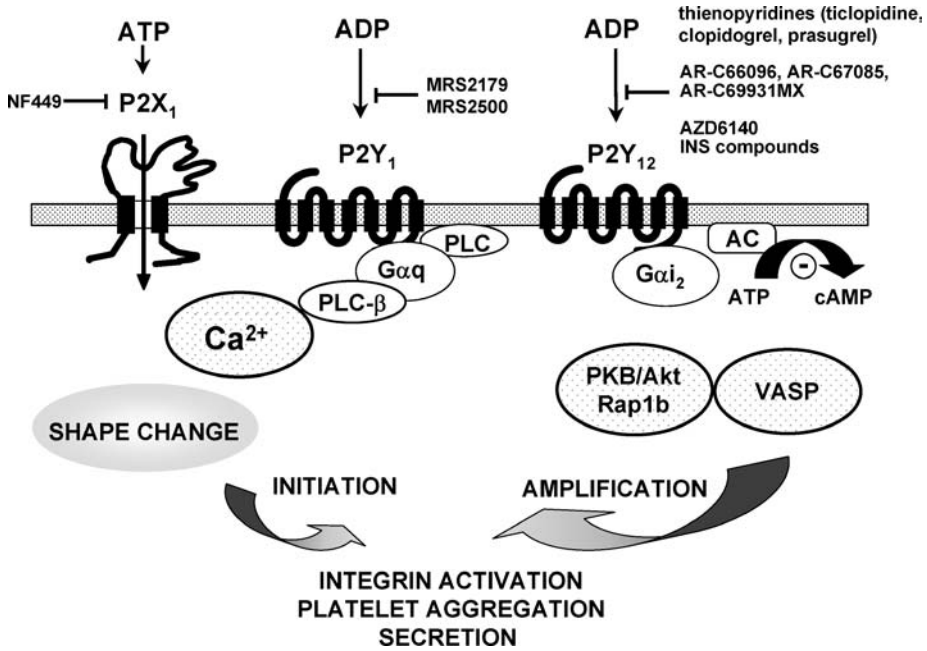 ATP
ADP
ADP
thienopyridines (ticlopidine,
clopidogrel, prasugrel)
NF449
P2X1
MRS2179
MRS2500
AR-C66096, AR-C67085,
AR-C69931MX
AZD6140
INS compounds
P2Y1
P2Y12
PLC
AC
Gαq
Gαi2
-
ATP
cAMP
PLC-β
Ca2+
PKB/Akt
Rap1b
VASP
SHAPE CHANGE
INITIATION
AMPLIFICATION
INTEGRIN ACTIVATION
PLATELET AGGREGATION
SECRETION